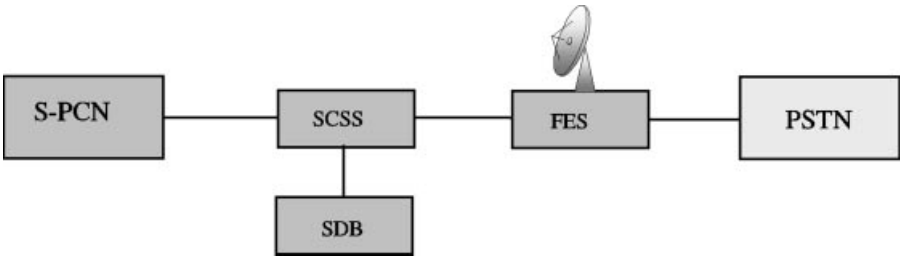 S-PCN
SCSS
FES
PSTN
SDB